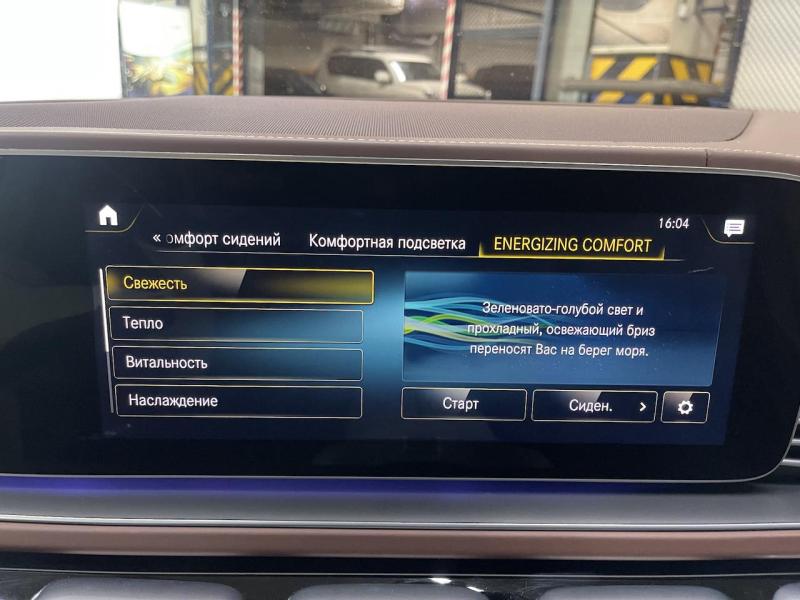 16:04
« омфорт сидений Комфортная подсветка ENERGIZING COMFORT
Свежесть
Тепло
Витальность
Наслаждение
Зеленовато-голубой свет и
прохладный, освежающий бриз
переносят Вас на берег моря.
Старт
Сиден. >